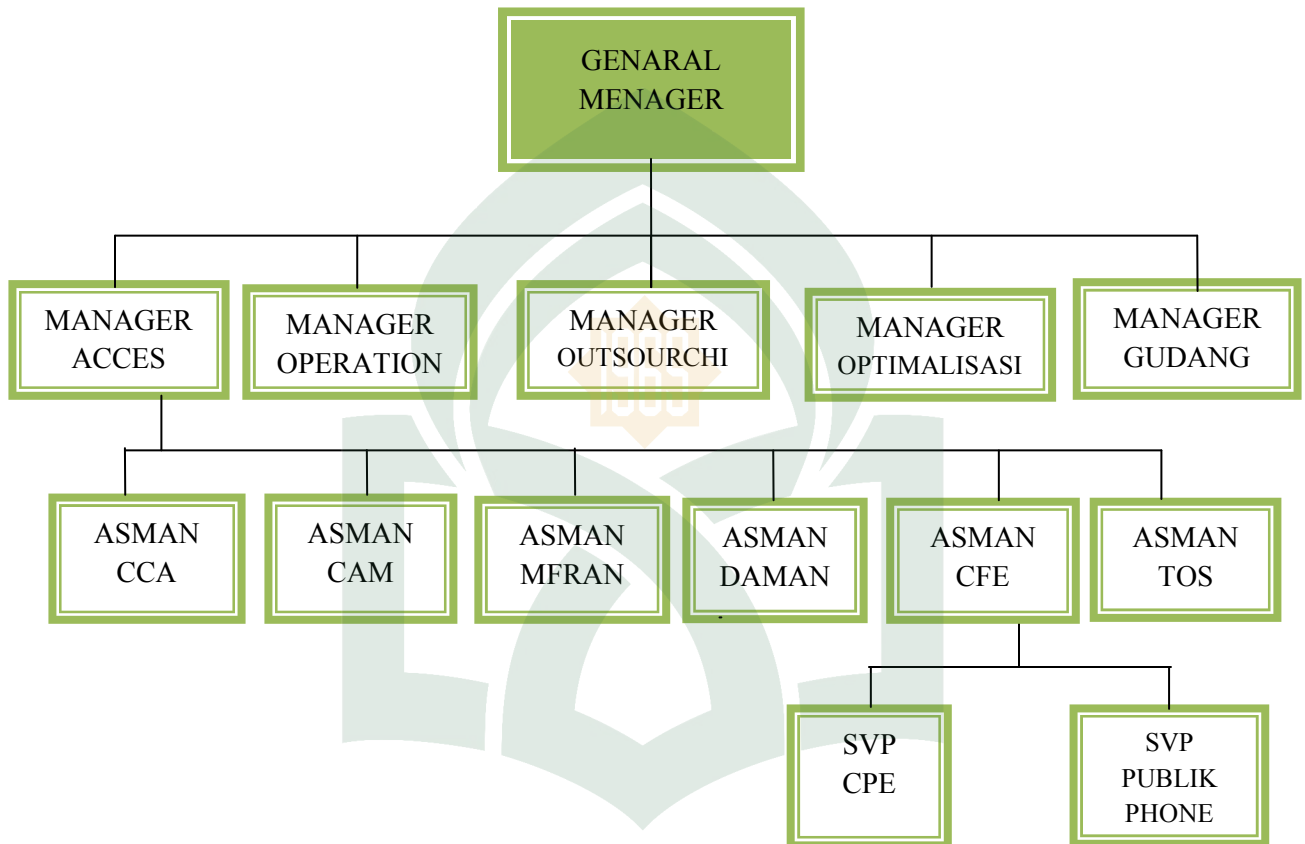 GENARAL
MENAGER
MANAGER
ACCES
MANAGER
OPERATION
MANAGER
OUTSOURCHI
MANAGER
OPTIMALISASI
MANAGER
GUDANG
ASMAN
CCA
ASMAN
CAM
ASMAN
MFRAN
ASMAN
DAMAN
ASMAN
CFE
ASMAN
TOS
SVP
CPE
SVP
PUBLIK
PHONE